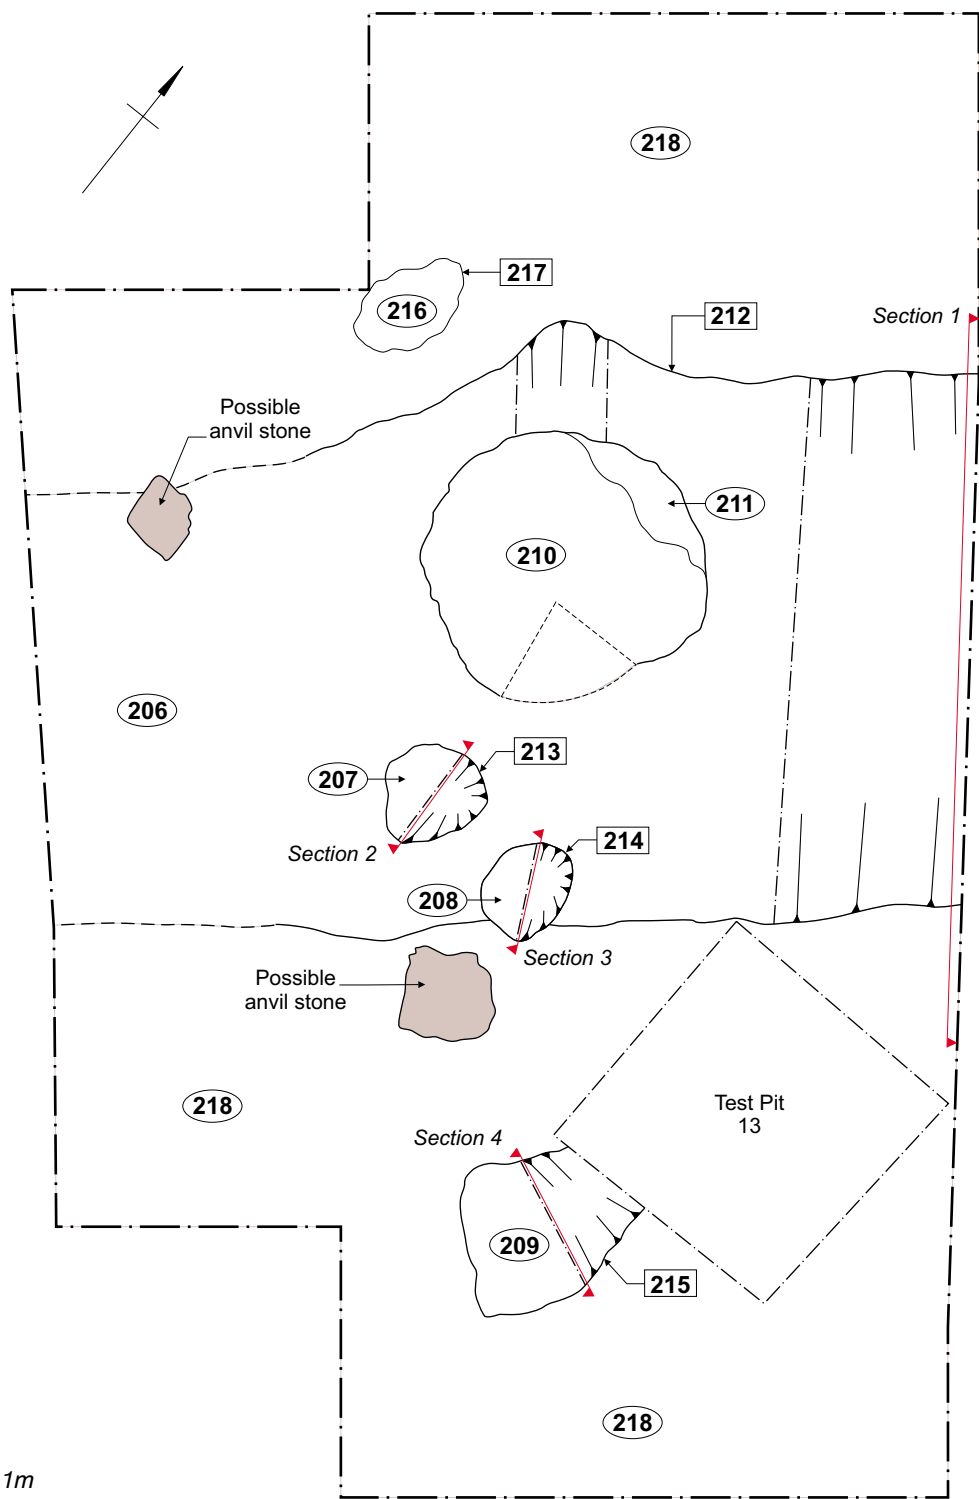 218
217
216
212
Section 1
Possible
anvil stone
211
210
206
213
207
Section 2
214
208
Section 3
Possible
anvil stone
218
Test Pit
13
Section 4
209
215
218
1m